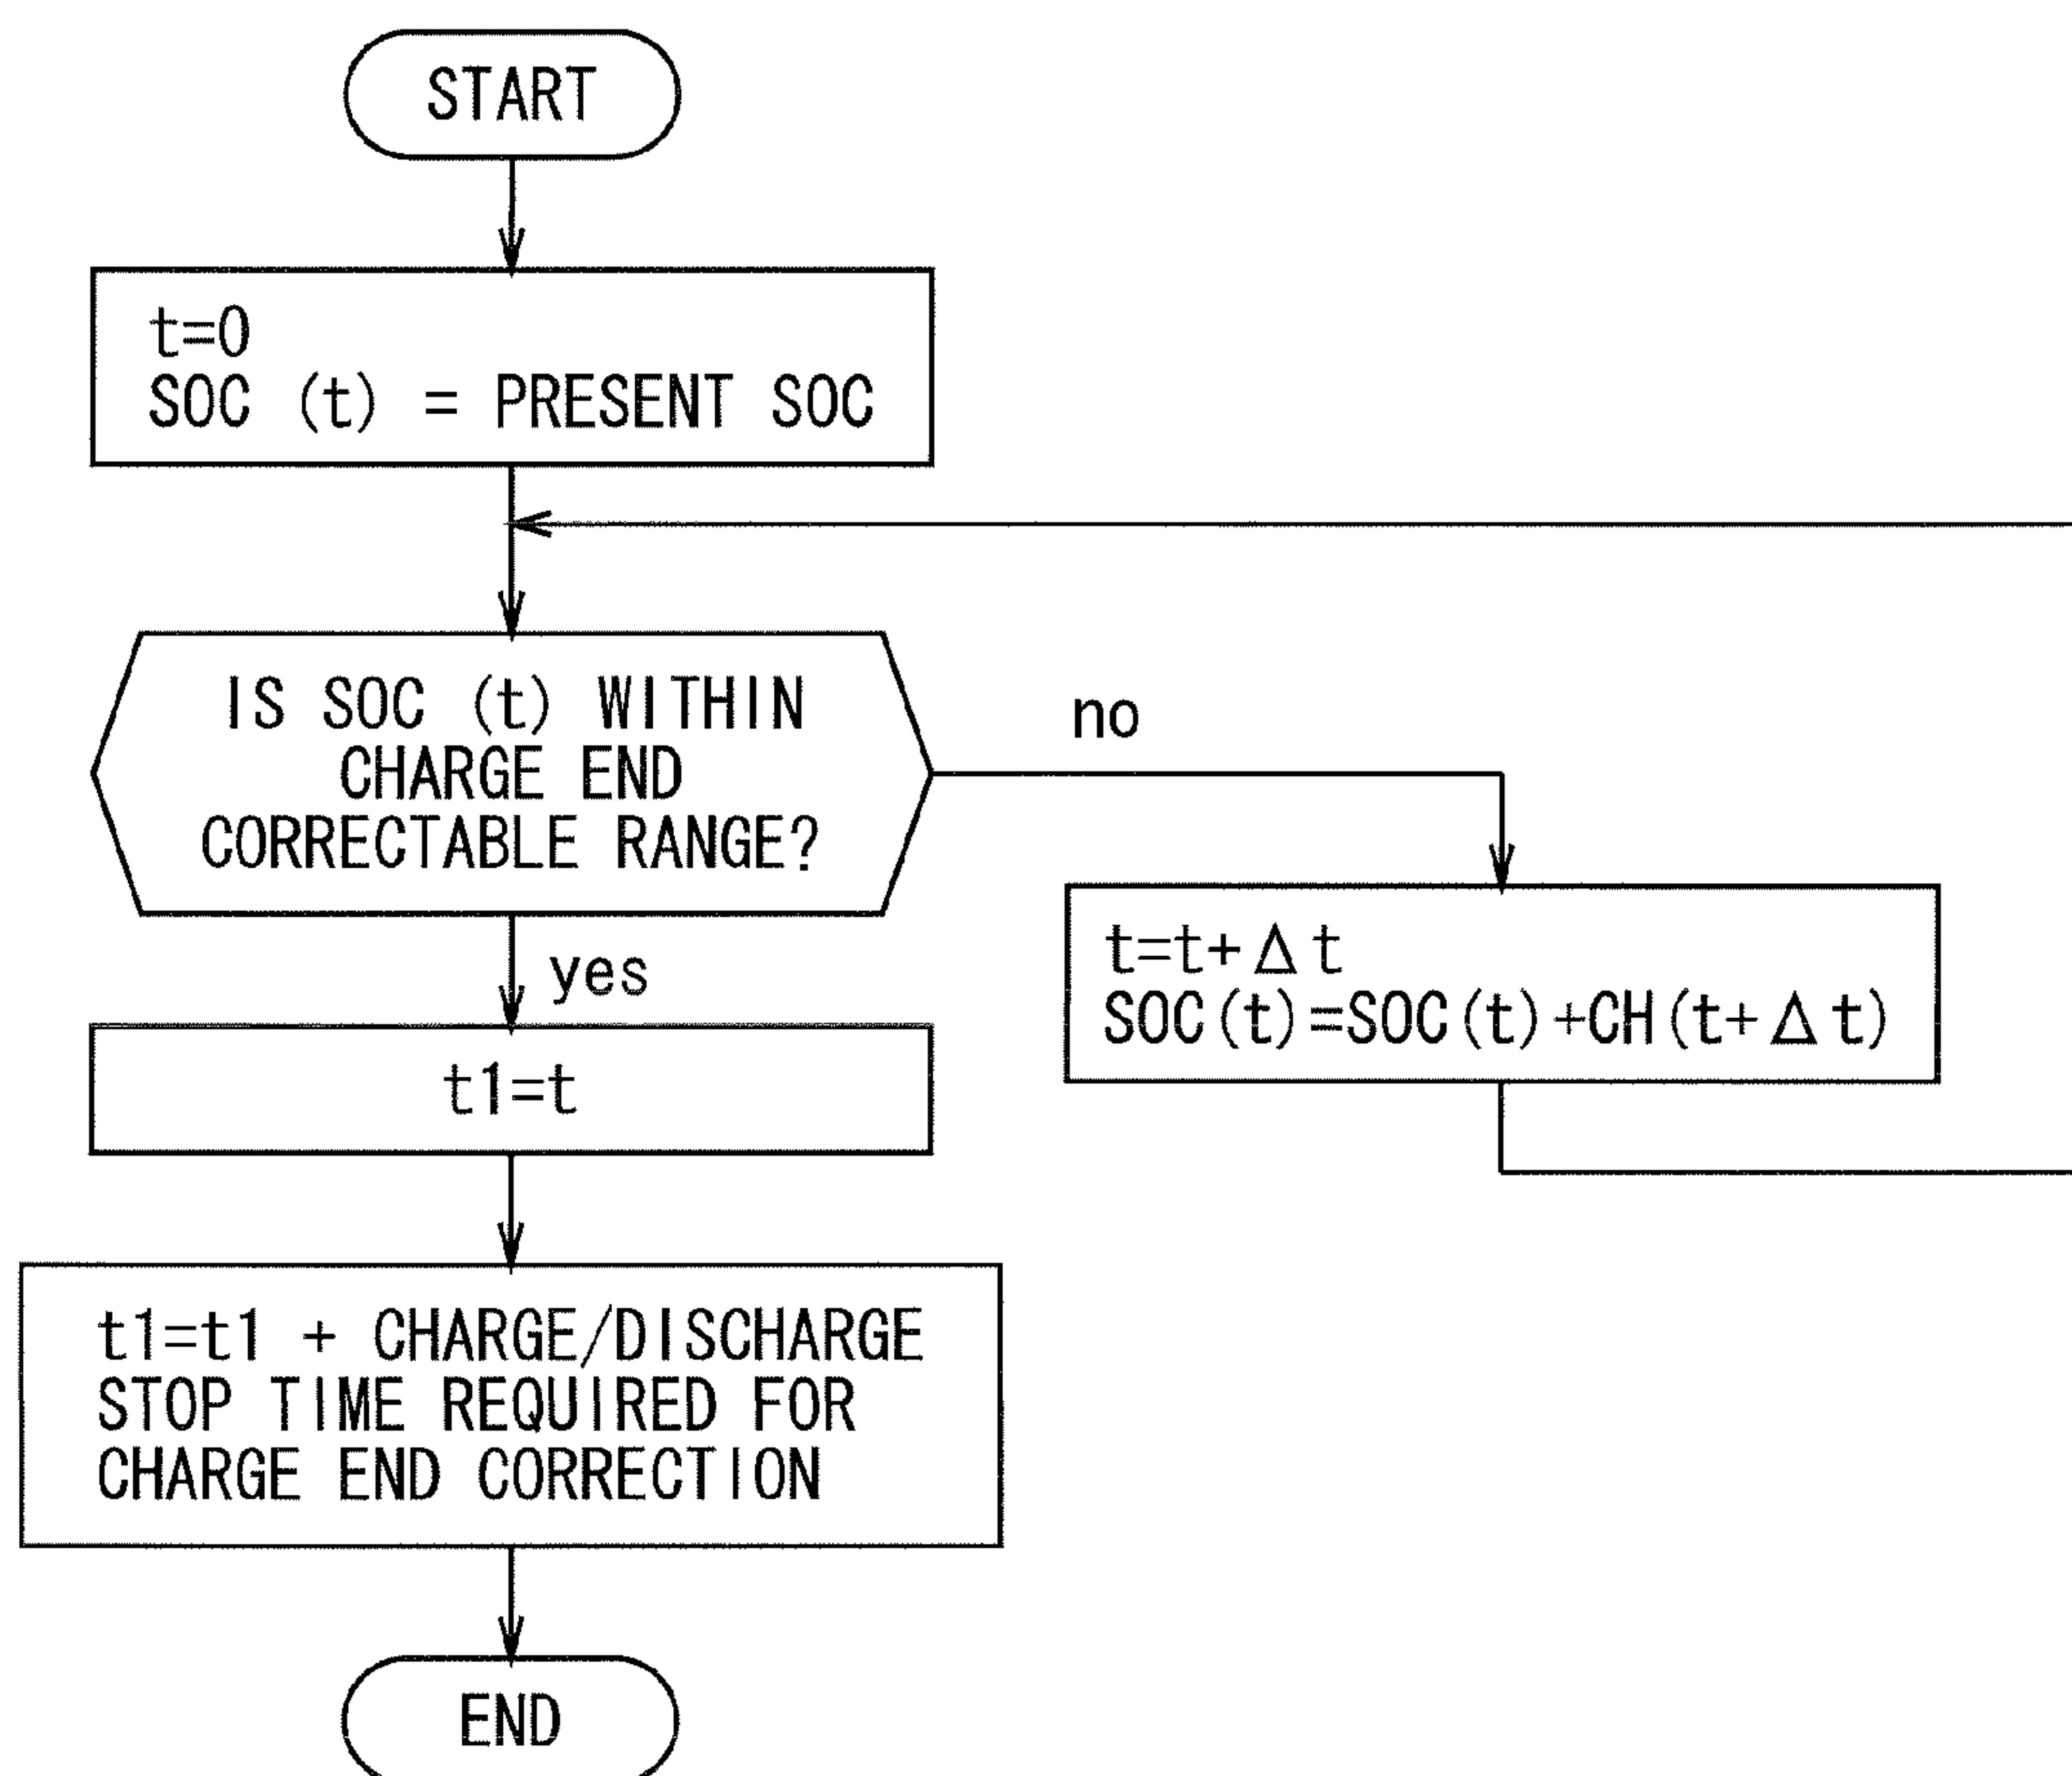 START
t=0
SOC (t) = PRESENT SOC
IS SOC (t) WITHIN
CHARGE END
CORRECTABLE RANGE?
no
yes
t=t+Δt
SOC(t)=SOC(t)+CH(t+Δt)
t1=t
t1=t1 + CHARGE/DISCHARGE
STOP TIME REQUIRED FOR
CHARGE END CORRECTION
END